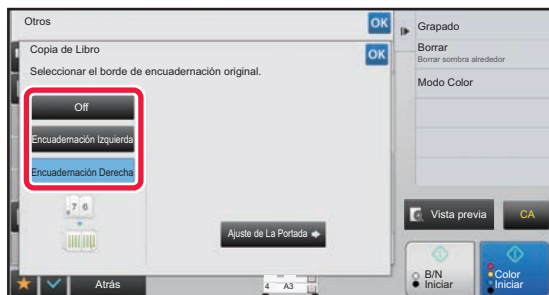 Otros
OK
Copia de Libro
OK
Seleccionar el borde de encuadernación original.
Off
Encuadernación Izquierda
Encuadernación Derecha
7 6
Ajuste de La Portada
Atrás
4 A3
Grapado
Borrar
Borrar sombra alrededor
Modo Color
Vista previa
CA
B/N
Iniciar
Color
Iniciar